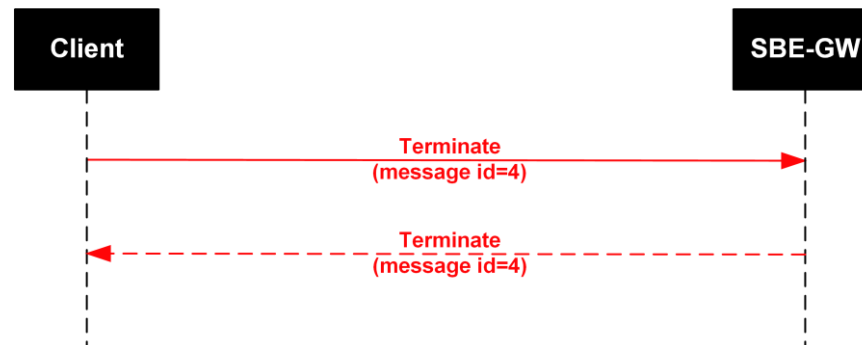 Client
SBE-GW
Terminate
(message id=4)
Terminate
(message id=4)